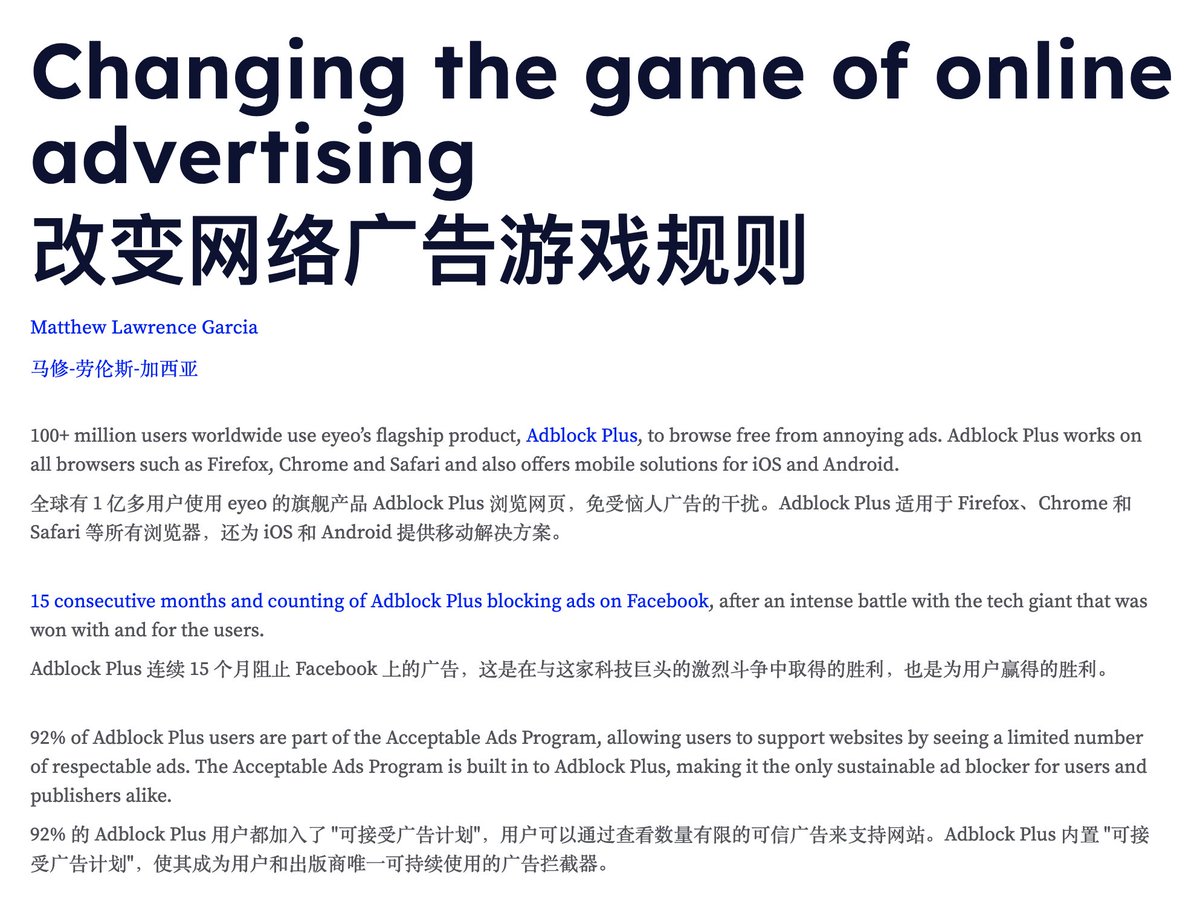 Changing the game of online
advertising
改变网络广告游戏规则
Matthew Lawrence Garcia
马修-劳伦斯-加西亚
100+ million users worldwide use eyeo’s flagship product, Adblock Plus, to browse free from annoying ads. Adblock Plus works on
all browsers such as Firefox, Chrome and Safari and also offers mobile solutions for iOS and Android.
全球有 1 亿多用户使用 eyeo 的旗舰产品 Adblock Plus 浏览网页，免受恼人广告的干扰。Adblock Plus 适用于 Firefox、Chrome 和
Safari 等所有浏览器，还为 iOS 和 Android 提供移动解决方案。
15 consecutive months and counting of Adblock Plus blocking ads on Facebook, after an intense battle with the tech giant that was
won with and for the users.
Adblock Plus 连续 15 个月阻止 Facebook 上的广告，这是在与这家科技巨头的激烈斗争中取得的胜利，也是为用户赢得的胜利。
92% of Adblock Plus users are part of the Acceptable Ads Program, allowing users to support websites by seeing a limited number
of respectable ads. The Acceptable Ads Program is built in to Adblock Plus, making it the only sustainable ad blocker for users and
publishers alike.
92% 的 Adblock Plus 用户都加入了 "可接受广告计划"，用户可以通过查看数量有限的可信广告来支持网站。Adblock Plus 内置 "可接
受广告计划"，使其成为用户和出版商唯一可持续使用的广告拦截器。